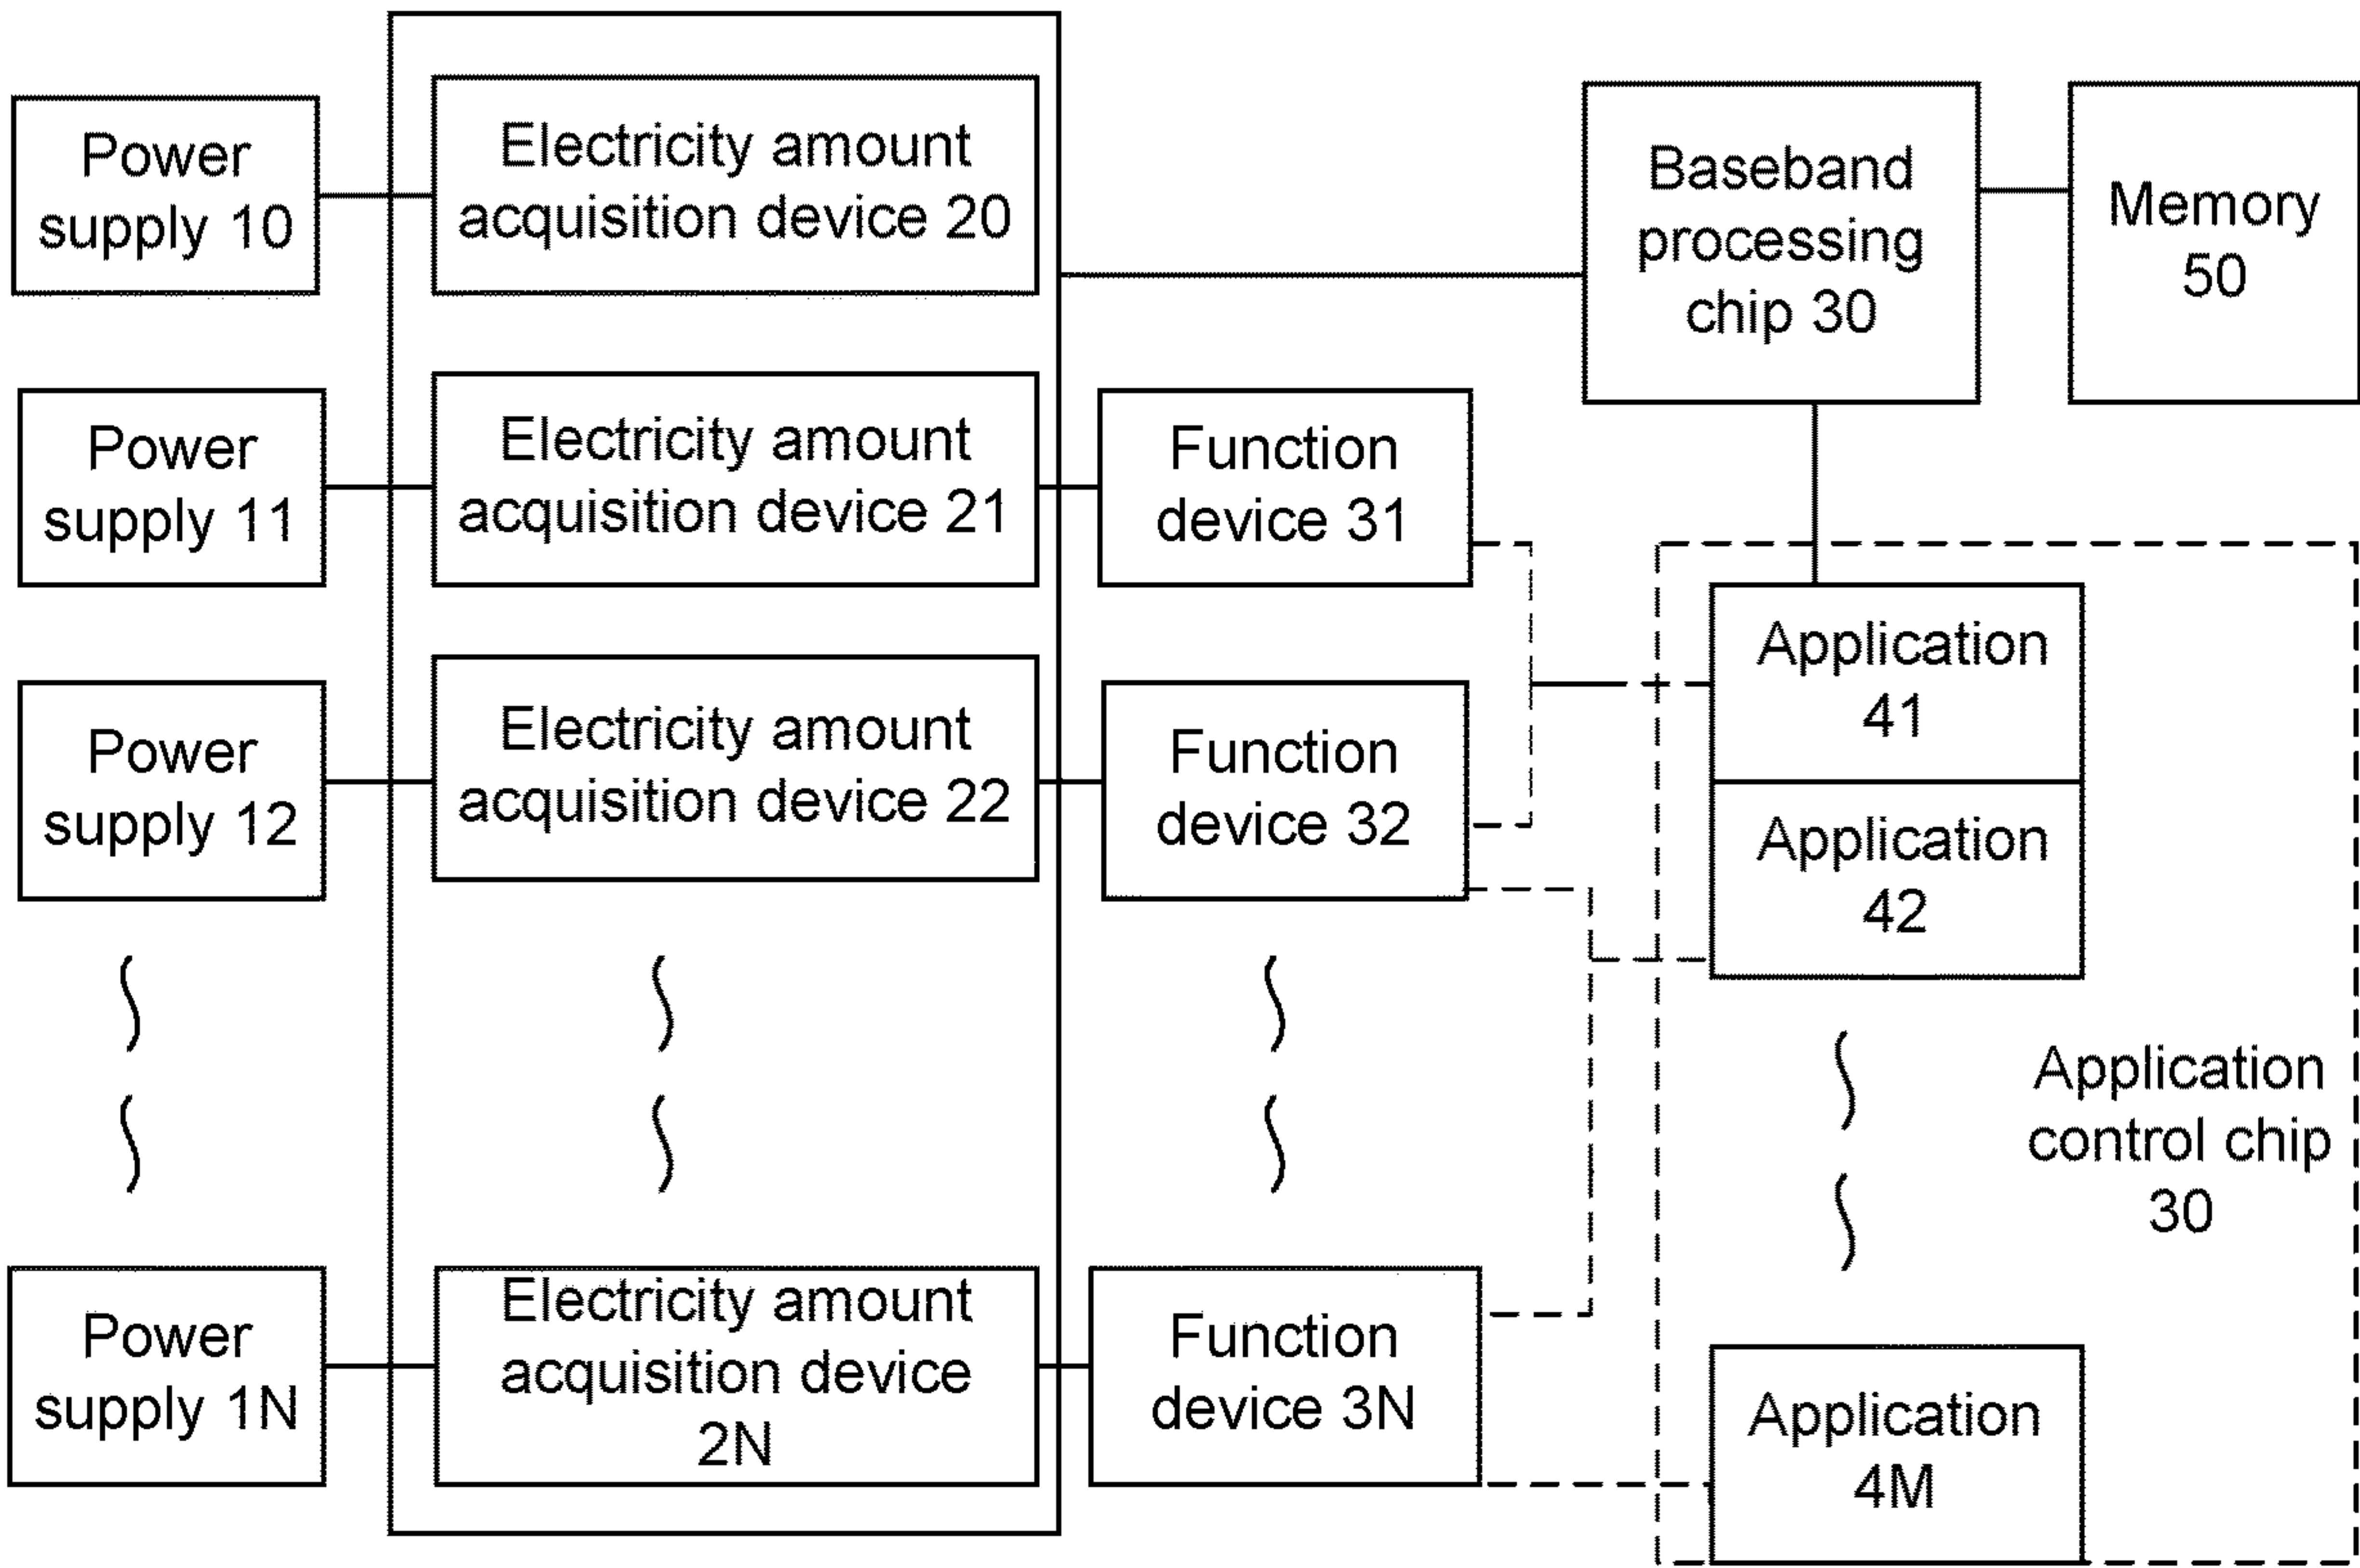 Power
supply 10
Electricity amount
acquisition device 20
Baseband
processing
chip 30
Memory
50
Power
supply 11
Electricity amount
acquisition device 21
Function
device 31
Power
supply 12
Electricity amount
acquisition device 22
Function
device 32
Application
41
Application
42
Application
control chip
30
Power
supply 1N
Electricity amount
acquisition device
2N
Function
device 3N
Application
4M